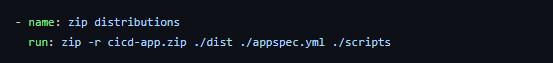 - name: zip distributions
run: zip -r cicd-app.zip ./dist ./appspec.yml ./scripts